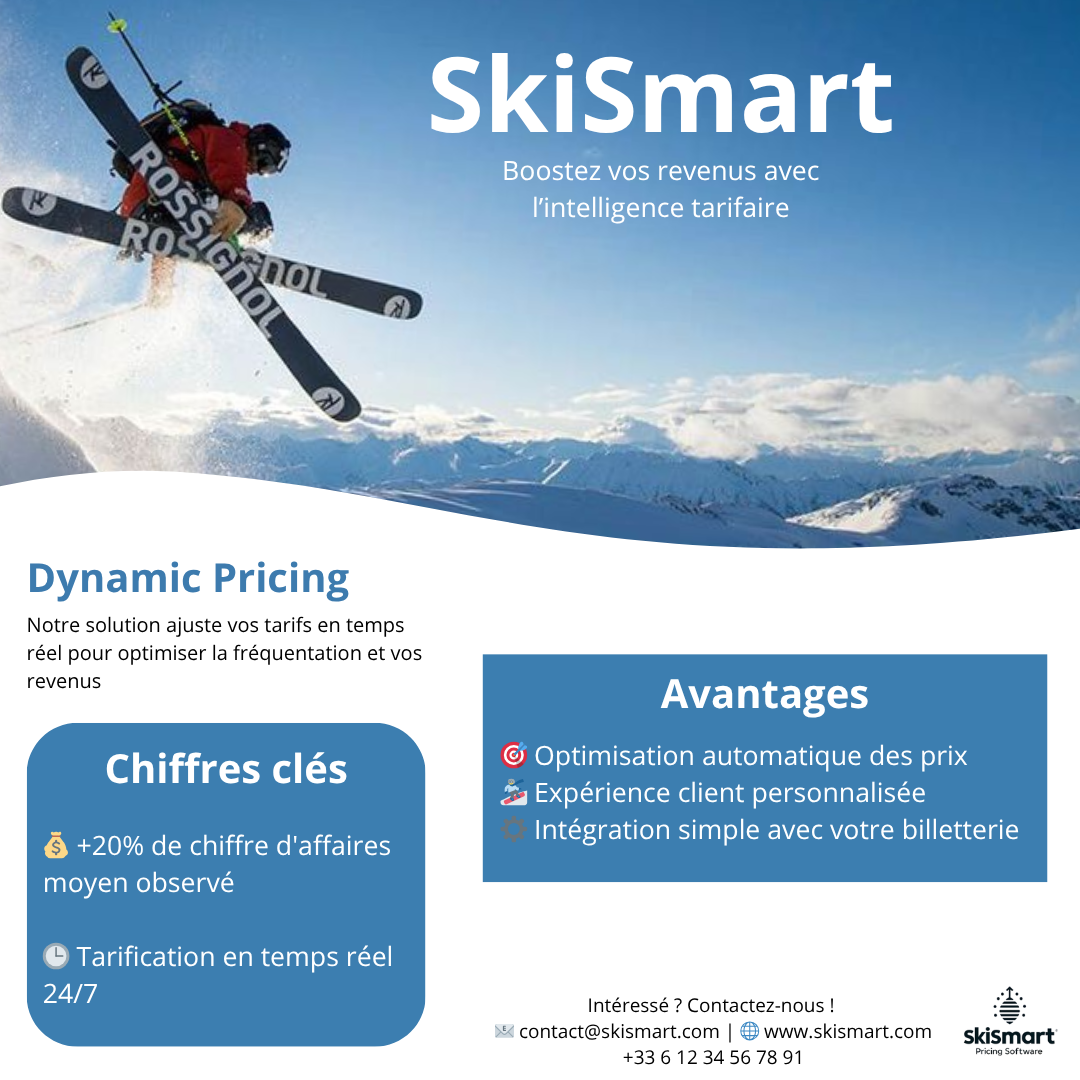 SkiSmart
Boostez vos revenus avec
l’intelligence tarifaire
ROSSIGNOL
ROSSIGNOL
Dynamic Pricing
Notre solution ajuste vos tarifs en temps
réel pour optimiser la fréquentation et vos
revenus
Chiffres clés
💰 +20% de chiffre d'affaires
moyen observé
🕒 Tarification en temps réel
24/7
Avantages
🎯 Optimisation automatique des prix
🏂 Expérience client personnalisée
⚙️ Intégration simple avec votre billetterie
Intéressé ? Contactez-nous !
📧 contact@skismart.com | 🌐 www.skismart.com
+33 6 12 34 56 78 91
SkiSmart
Pricing Software